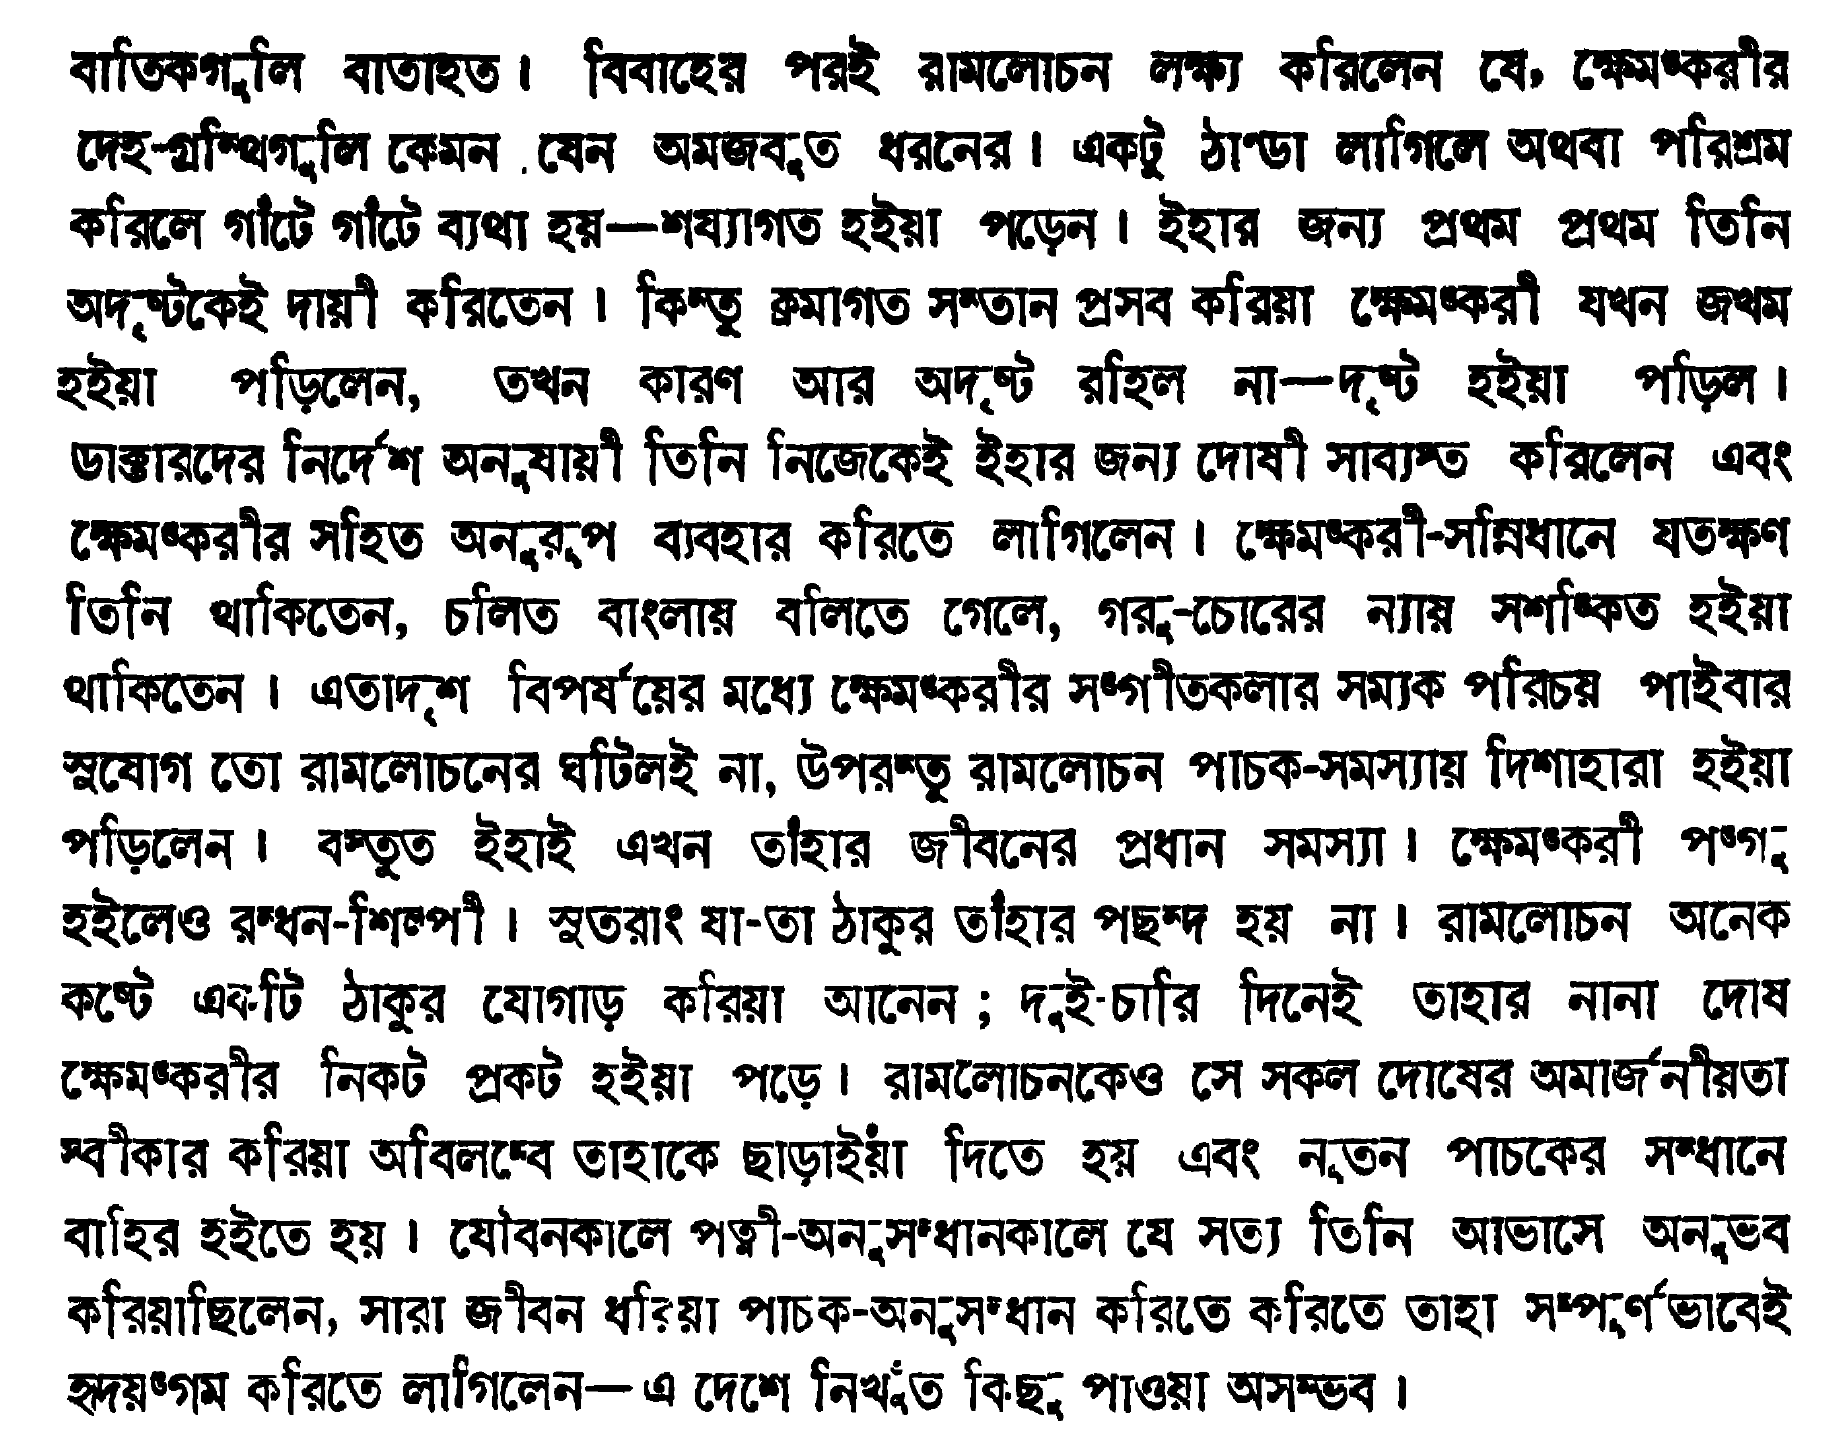 বাতিকগুলি বাতাহত। বিবাহের পরই রামলোচন লক্ষ্য করিলেন যে, ক্ষেমঙ্করীর
দেহ-গ্রন্থিগুলি কেমন যেন অমজবুত ধরনের। একটু ঠাণ্ডা লাগিলে অথবা পরিশ্রম
করিলে গাঁটে গাঁটে ব্যথা হয়—শয্যাগত হইয়া পড়েন। ইহার জন্য প্রথম প্রথম তিনি
অদৃষ্টকেই দায়ী করিতেন। কিন্তু ক্রমাগত সন্তান প্রসব করিয়া ক্ষেমঙ্করী যখন জখম
হইয়া পড়িলেন, তখন কারণ আর অদৃষ্ট রহিল না—দৃষ্ট হইয়া পড়িল।
ডাক্তারদের নির্দেশ অনুযায়ী তিনি নিজেকেই ইহার জন্য দোষী সাব্যস্ত করিলেন এবং
ক্ষেমঙ্করীর সহিত অনুরূপ ব্যবহার করিতে লাগিলেন। ক্ষেমঙ্করী-সন্নিধানে যতক্ষণ
তিনি থাকিতেন, চলিত বাংলায় বলিতে গেলে, গরু-চোরের ন্যায় সশঙ্কিত হইয়া
থাকিতেন। এতাদৃশ বিপর্যয়ের মধ্যে ক্ষেমঙ্করীর সঙ্গীতকলার সম্যক পরিচয় পাইবার
সুযোগ তো রামলোচনের ঘটিলই না, উপরন্তু রামলোচন পাচক-সমস্যায় দিশাহারা হইয়া
পড়িলেন। বস্তুত ইহাই এখন তাঁহার জীবনের প্রধান সমস্যা। ক্ষেমঙ্করী পঙ্গু
হইলেও রন্ধন-শিল্পী। সুতরাং যা-তা ঠাকুর তাঁহার পছন্দ হয় না। রামলোচন অনেক
কষ্টে একটি ঠাকুর যোগাড় করিয়া আনেন; দুই-চারি দিনেই তাহার নানা দোষ
ক্ষেমঙ্করীর নিকট প্রকট হইয়া পড়ে। রামলোচনকেও সে সকল দোষের অমার্জনীয়তা
স্বীকার করিয়া অবিলম্বে তাহাকে ছাড়াইয়াঁ দিতে হয় এবং নূতন পাচকের সন্ধানে
বাহির হইতে হয়। যৌবনকালে পত্নী-অনুসন্ধানকালে যে সত্য তিনি আভাসে অনুভব
করিয়াছিলেন, সারা জীবন ধরিয়া পাচক-অনুসন্ধান করিতে করিতে তাহা সম্পূর্ণভাবেই
হৃদয়ঙ্গম করিতে লাগিলেন—এ দেশে নিখুঁত কিছু পাওয়া অসম্ভব।